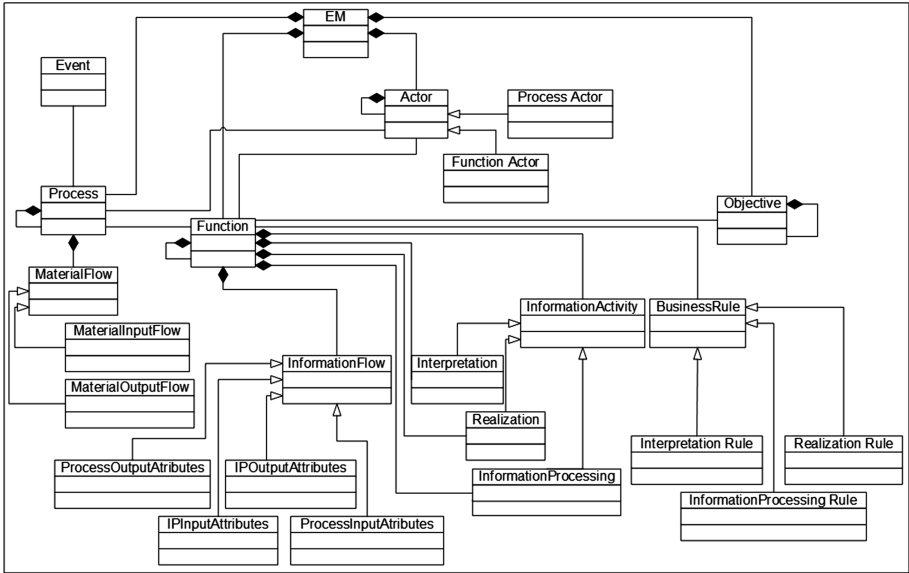 EM
Event
Actor
Process Actor
Function Actor
Process
Function
Objective
MaterialFlow
InformationActivity
BusinessRule
MaterialInputFlow
InformationFlow
Interpretation
MaterialOutputFlow
Realization
Interpretation Rule
Realization Rule
ProcessOutputAtributes
IPOutputAttributes
InformationProcessing
InformationProcessing Rule
IPInputAttributes
ProcessInputAtributes